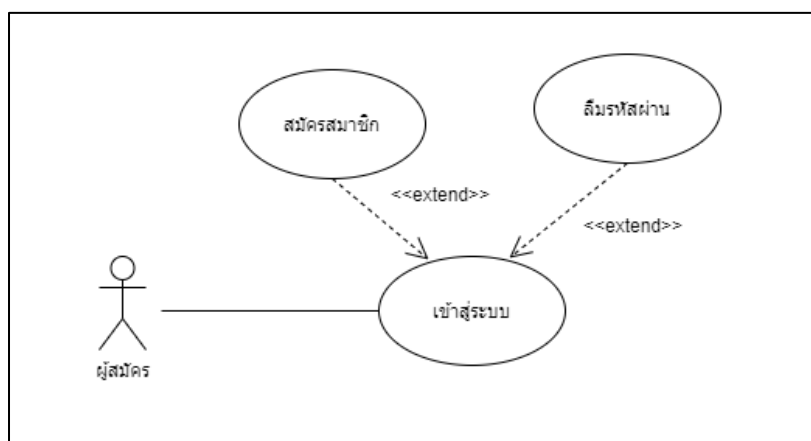 สมัครสมาชิก
ลืมรหัสผ่าน
<<extend>>
<<extend>>
เข้าสู่ระบบ
ผู้สมัคร